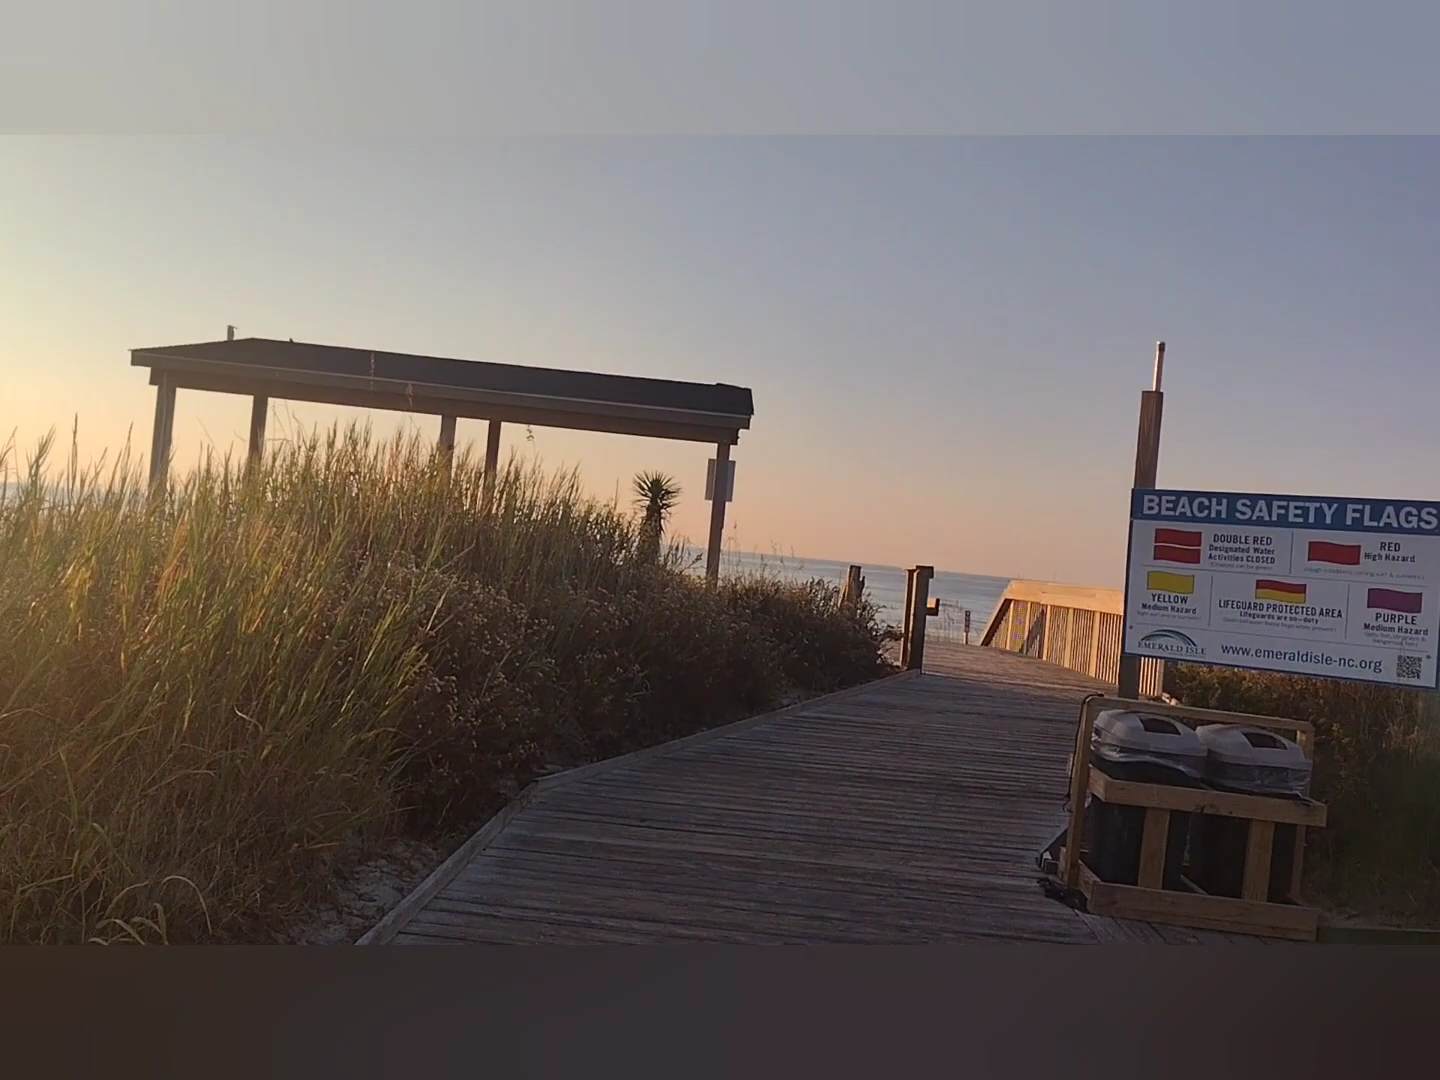 BEACH SAFETY FLAGS
DOUBLE RED
Designated Water
Activities CLOSED
RED
High Hazard
YELLOW
Medium Hazard
LIFEGUARD PROTECTED AREA
Lifeguards are on-duty
PURPLE
Medium Hazard
EMERALD ISLE
www.emeraldisle-nc.org